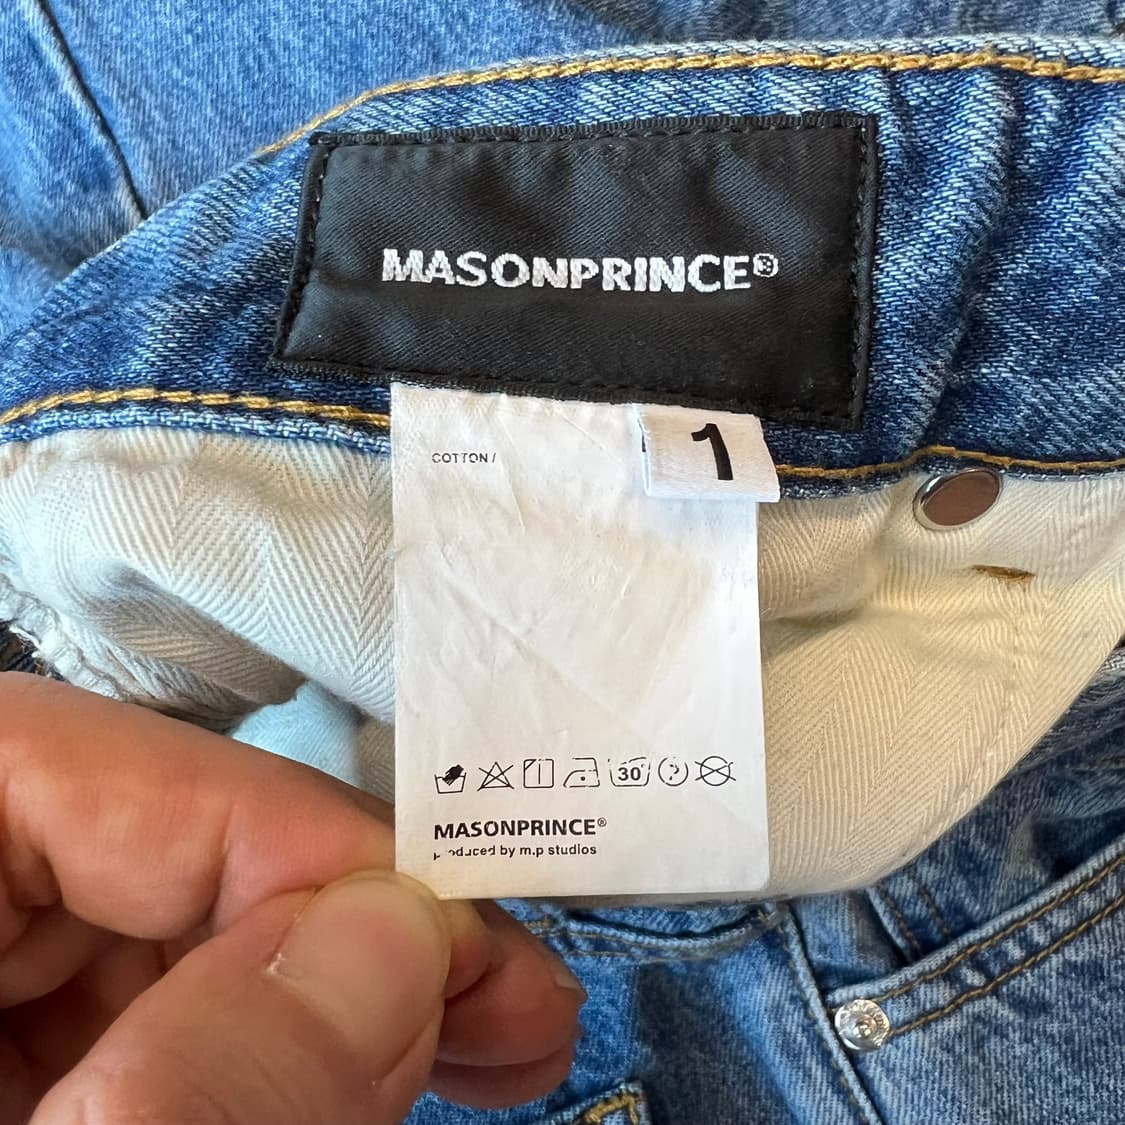 MASONPRINCE®
1
COTTON /
30
MASONPRINCE®
produced by m.p studios